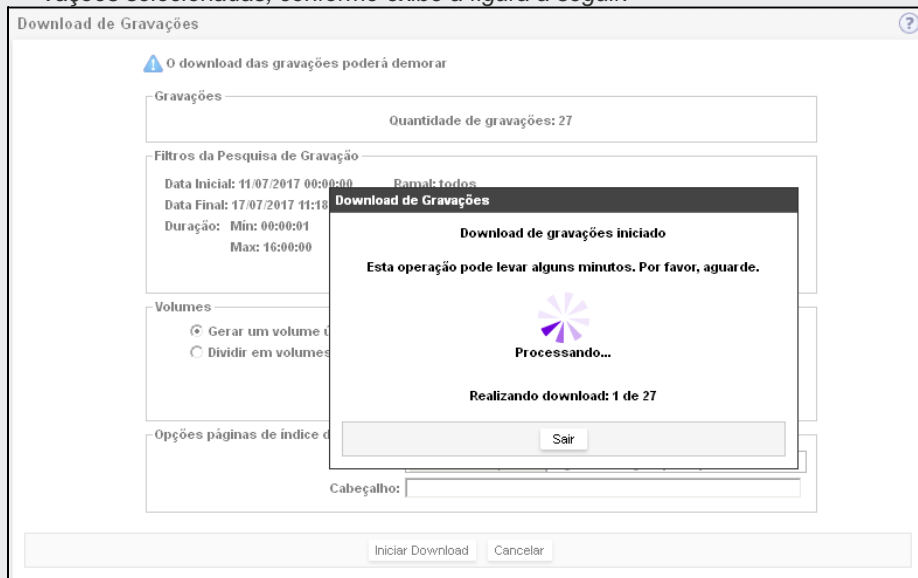 Download de Gravações
?
O download das gravações poderá demorar
Gravações
Quantidade de gravações: 27
Filtros da Pesquisa de Gravação
Data Inicial: 11/07/2017 00:00:00 Ramal: todos
Data Final: 17/07/2017 11:18
Duração: Mín: 00:00:01
Max: 16:00:00
Download de Gravações
Download de gravações iniciado
Esta operação pode levar alguns minutos. Por favor, aguarde.
Processando...
Realizando download: 1 de 27
Sair
Volumes
Gerar um volume ú
Dividir em volumes
Opções páginas de índice d
Cabeçalho:
Iniciar Download Cancelar